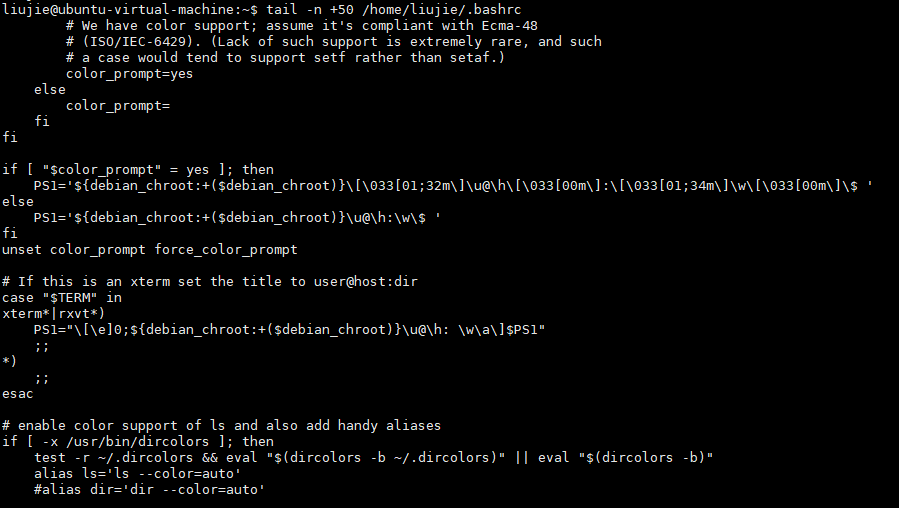 liujie@ubuntu-virtual-machine:~$ tail -n +50 /home/liujie/.bashrc
        # We have color support; assume it's compliant with Ecma-48
        # (ISO/IEC-6429). (Lack of such support is extremely rare, and such
        # a case would tend to support setf rather than setaf.)
        color_prompt=yes
    else
        color_prompt=
    fi
fi

if [ "$color_prompt" = yes ]; then
    PS1='${debian_chroot:+($debian_chroot)}\[\033[01;32m\]\u@\h\[\033[00m\]:\[\033[01;34m\]\w\[\033[00m\]\$ '
else
    PS1='${debian_chroot:+($debian_chroot)}\u@\h:\w\$ '
fi
unset color_prompt force_color_prompt

# If this is an xterm set the title to user@host:dir
case "$TERM" in
xterm*|rxvt*)
    PS1="\[\e]0;${debian_chroot:+($debian_chroot)}\u@\h: \w\a\]$PS1"
    ;;
*)
    ;;
esac

# enable color support of ls and also add handy aliases
if [ -x /usr/bin/dircolors ]; then
    test -r ~/.dircolors && eval "$(dircolors -b ~/.dircolors)" || eval "$(dircolors -b)"
    alias ls='ls --color=auto'
    #alias dir='dir --color=auto'